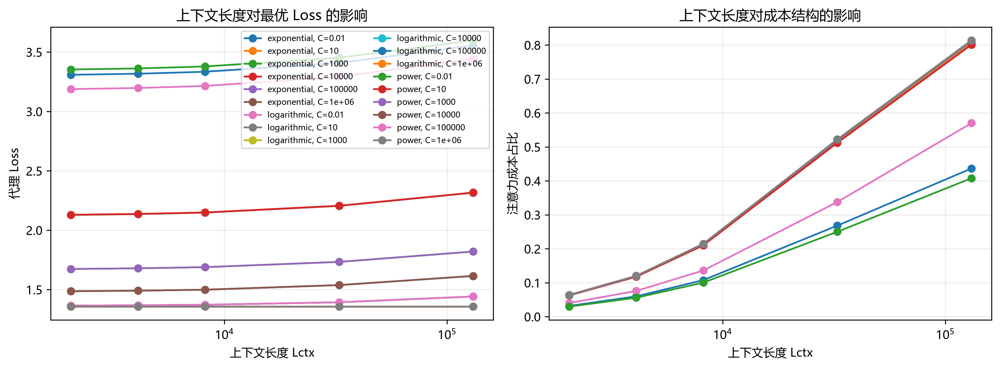 上下文长度对最优 Loss 的影响
代理 Loss
3.5
3.0
2.5
2.0
1.5
exponential, C=0.01
exponential, C=10
exponential, C=1000
exponential, C=10000
exponential, C=100000
exponential, C=1e+06
logarithmic, C=0.01
logarithmic, C=10
logarithmic, C=1000
logarithmic, C=10000
logarithmic, C=100000
logarithmic, C=1e+06
power, C=0.01
power, C=10
power, C=1000
power, C=10000
power, C=100000
power, C=1e+06
10⁴
10⁵
上下文长度 Lctx
上下文长度对成本结构的影响
注意力成本占比
0.8
0.7
0.6
0.5
0.4
0.3
0.2
0.1
0.0
10⁴
10⁵
上下文长度 Lctx